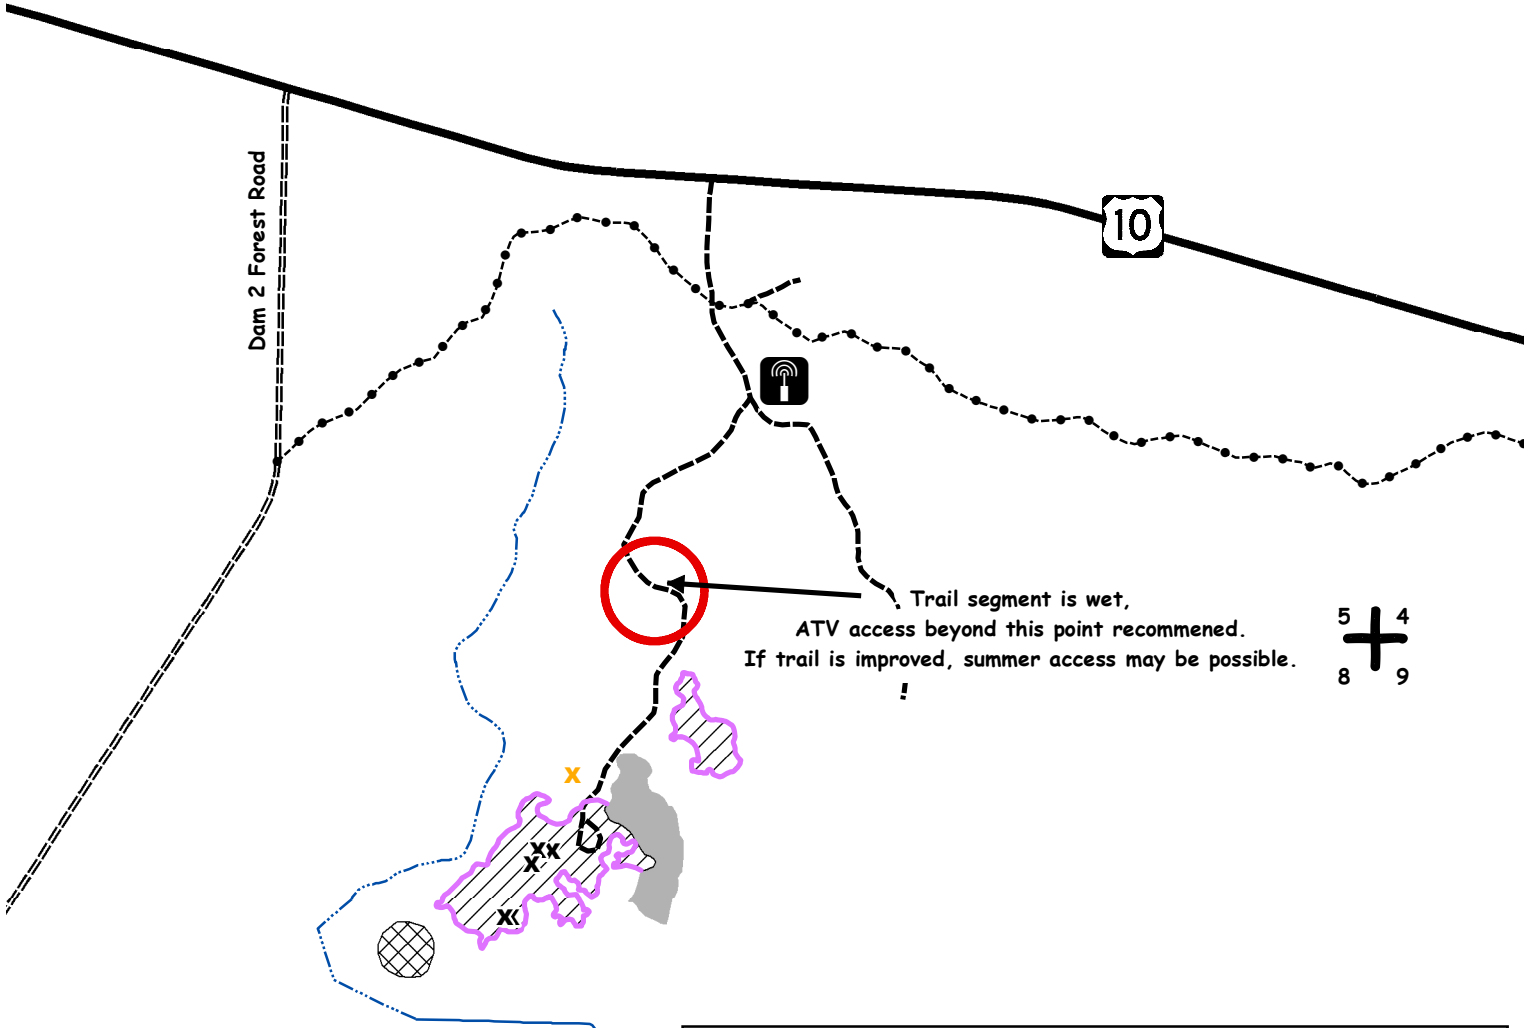 Dam 2 Forest Road
10
Trail segment is wet,
ATV access beyond this point recommened.
If trail is improved, summer access may be possible.
5 4
8 9
X
X X
X
X X